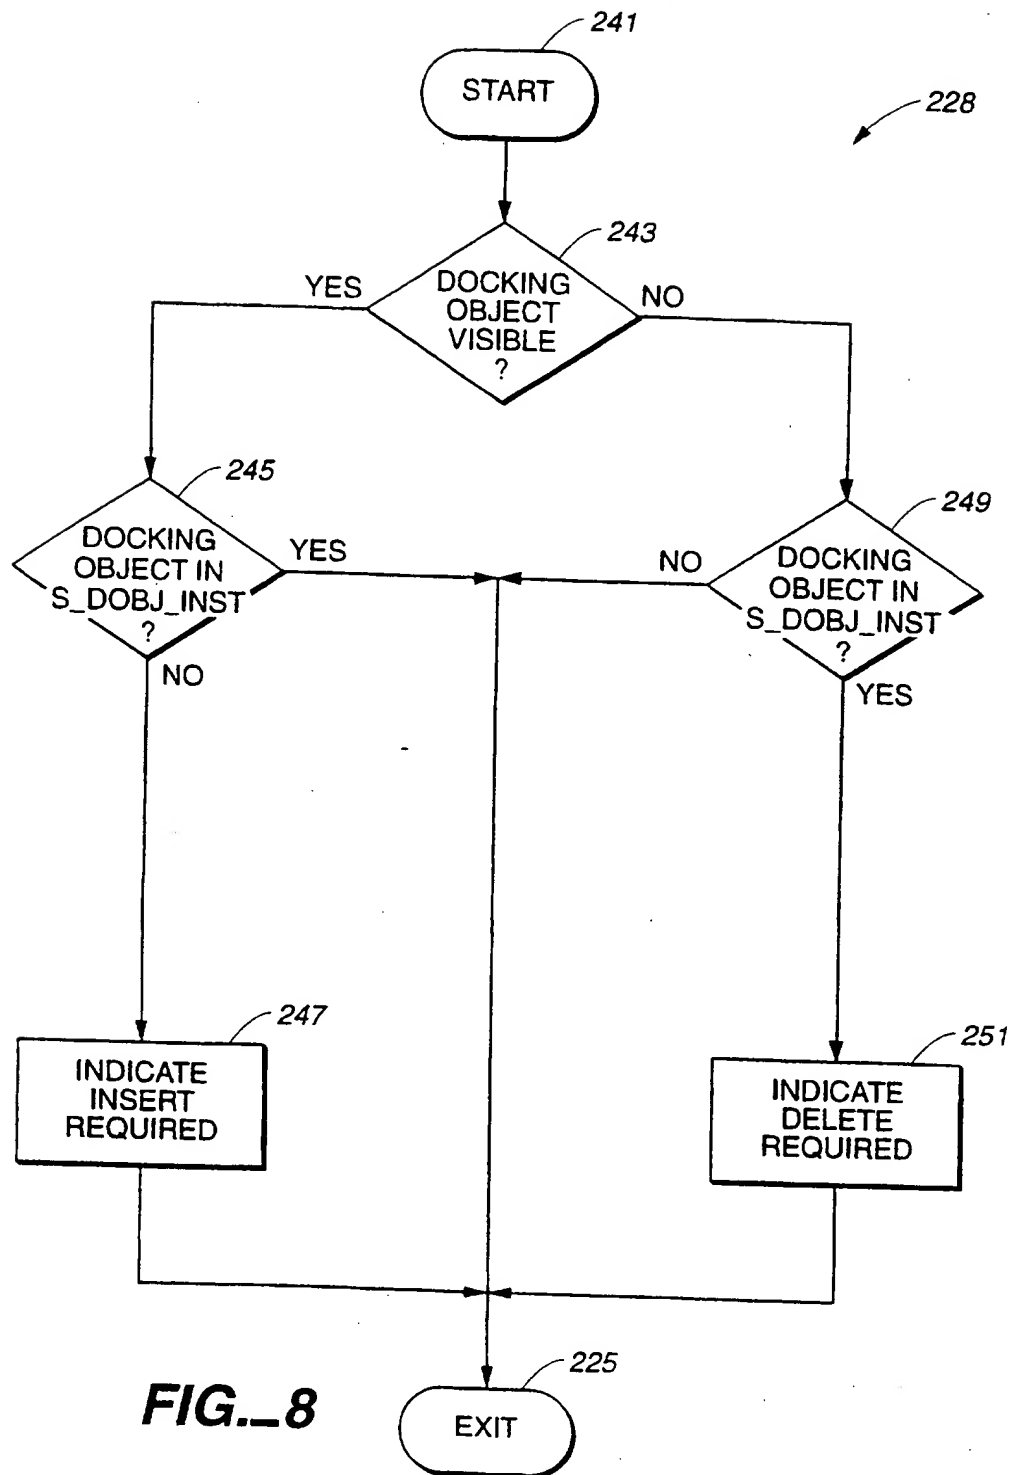 241
START
228
243
DOCKING
OBJECT
VISIBLE
?
YES
NO
245
DOCKING
OBJECT IN
S_DOBJ_INST
?
YES
NO
249
DOCKING
OBJECT IN
S_DOBJ_INST
?
NO
YES
247
INDICATE
INSERT
REQUIRED
251
INDICATE
DELETE
REQUIRED
225
EXIT
FIG._8